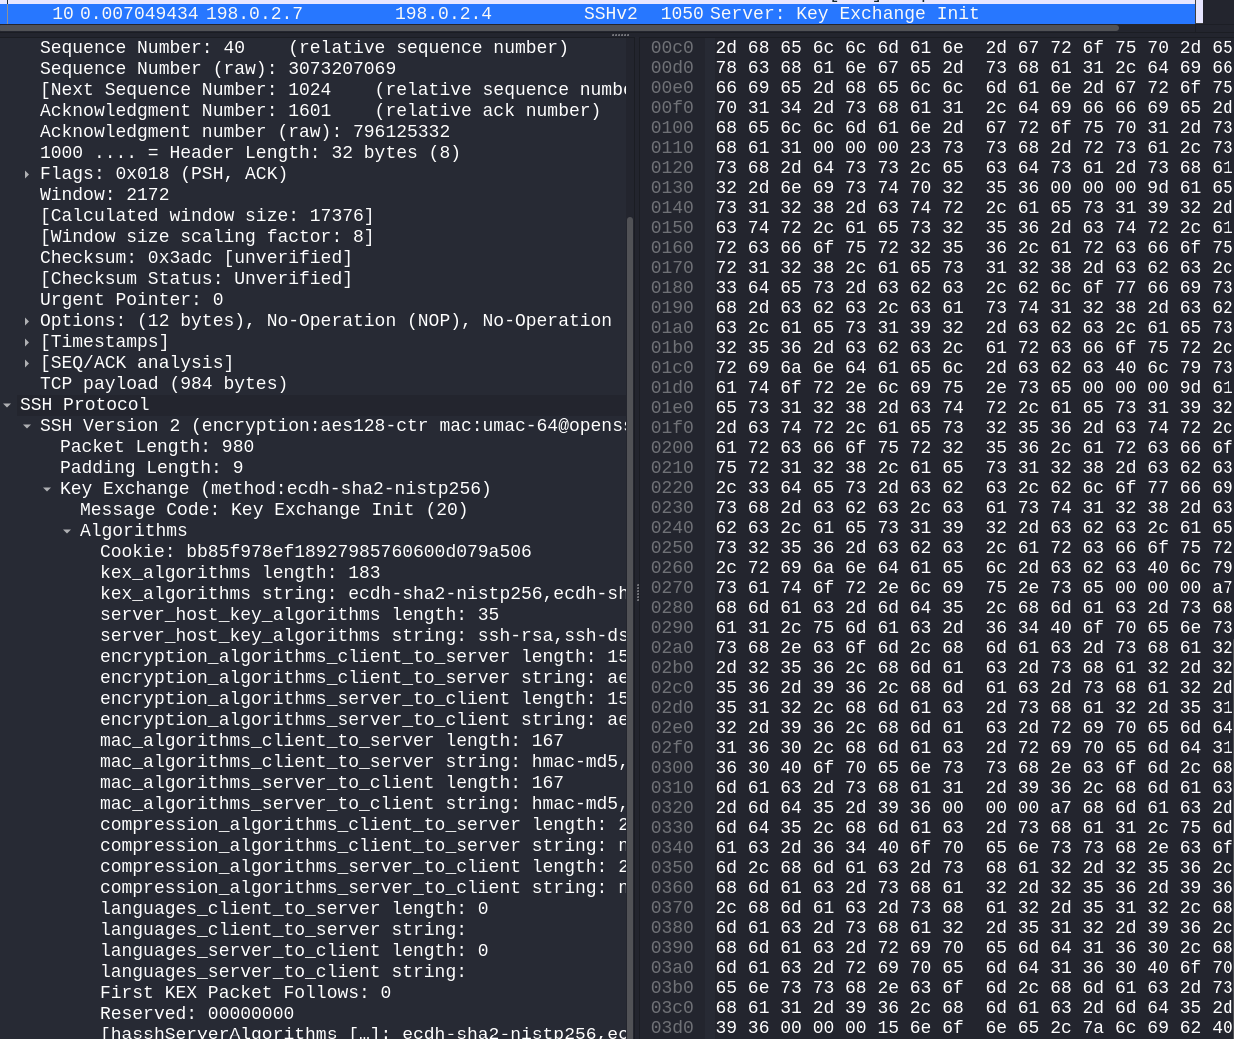 10 0.007049434 198.0.2.7 198.0.2.4 SSHv2 1050 Server: Key Exchange Init
Sequence Number: 40 (relative sequence number)
Sequence Number (raw): 3073207069
[Next Sequence Number: 1024 (relative sequence numbe
Acknowledgment Number: 1601 (relative ack number)
Acknowledgment number (raw): 796125332
1000 .... = Header Length: 32 bytes (8)
Flags: 0x018 (PSH, ACK)
Window: 2172
[Calculated window size: 17376]
[Window size scaling factor: 8]
Checksum: 0x3adc [unverified]
[Checksum Status: Unverified]
Urgent Pointer: 0
Options: (12 bytes), No-Operation (NOP), No-Operation
[Timestamps]
[SEQ/ACK analysis]
TCP payload (984 bytes)
SSH Protocol
SSH Version 2 (encryption:aes128-ctr mac:umac-64@openss
Packet Length: 980
Padding Length: 9
Key Exchange (method:ecdh-sha2-nistp256)
Message Code: Key Exchange Init (20)
Algorithms
Cookie: bb85f978ef18927985760600d079a506
kex_algorithms length: 183
kex_algorithms string: ecdh-sha2-nistp256,ecdh-sh
server_host_key_algorithms length: 35
server_host_key_algorithms string: ssh-rsa,ssh-ds
encryption_algorithms_client_to_server length: 15
encryption_algorithms_client_to_server string: ae
encryption_algorithms_server_to_client length: 15
encryption_algorithms_server_to_client string: ae
mac_algorithms_client_to_server length: 167
mac_algorithms_client_to_server string: hmac-md5,
mac_algorithms_server_to_client length: 167
mac_algorithms_server_to_client string: hmac-md5,
compression_algorithms_client_to_server length: 2
compression_algorithms_client_to_server string: n
compression_algorithms_server_to_client length: 2
compression_algorithms_server_to_client string: n
languages_client_to_server length: 0
languages_client_to_server string:
languages_server_to_client length: 0
languages_server_to_client string:
First KEX Packet Follows: 0
Reserved: 00000000
[hasshServerAlgorithms […]: ecdh-sha2-nistp256,ec
00c0 2d 68 65 6c 6c 6d 61 6e 2d 67 72 6f 75 70 2d 65
00d0 78 63 68 61 6e 67 65 2d 73 68 61 31 2c 64 69 66
00e0 66 69 65 2d 68 65 6c 6c 6d 61 6e 2d 67 72 6f 75
00f0 70 31 34 2d 73 68 61 31 2c 64 69 66 66 69 65 2d
0100 68 65 6c 6c 6d 61 6e 2d 67 72 6f 75 70 31 2d 73
0110 68 61 31 00 00 00 23 73 73 68 2d 72 73 61 2c 73
0120 73 68 2d 64 73 73 2c 65 63 64 73 61 2d 73 68 61
0130 32 2d 6e 69 73 74 70 32 35 36 00 00 00 9d 61 65
0140 73 31 32 38 2d 63 74 72 2c 61 65 73 31 39 32 2d
0150 63 74 72 2c 61 65 73 32 35 36 2d 63 74 72 2c 61
0160 72 63 66 6f 75 72 32 35 36 2c 61 72 63 66 6f 75
0170 72 31 32 38 2c 61 65 73 31 32 38 2d 63 62 63 2c
0180 33 64 65 73 2d 63 62 63 2c 62 6c 6f 77 66 69 73
0190 68 2d 63 62 63 2c 63 61 73 74 31 32 38 2d 63 62
01a0 63 2c 61 65 73 31 39 32 2d 63 62 63 2c 61 65 73
01b0 32 35 36 2d 63 62 63 2c 61 72 63 66 6f 75 72 2c
01c0 72 69 6a 6e 64 61 65 6c 2d 63 62 63 40 6c 79 73
01d0 61 74 6f 72 2e 6c 69 75 2e 73 65 00 00 00 9d 61
01e0 65 73 31 32 38 2d 63 74 72 2c 61 65 73 31 39 32
01f0 2d 63 74 72 2c 61 65 73 32 35 36 2d 63 74 72 2c
0200 61 72 63 66 6f 75 72 32 35 36 2c 61 72 63 66 6f
0210 75 72 31 32 38 2c 61 65 73 31 32 38 2d 63 62 63
0220 2c 33 64 65 73 2d 63 62 63 2c 62 6c 6f 77 66 69
0230 73 68 2d 63 62 63 2c 63 61 73 74 31 32 38 2d 63
0240 62 63 2c 61 65 73 31 39 32 2d 63 62 63 2c 61 65
0250 73 32 35 36 2d 63 62 63 2c 61 72 63 66 6f 75 72
0260 2c 72 69 6a 6e 64 61 65 6c 2d 63 62 63 40 6c 79
0270 73 61 74 6f 72 2e 6c 69 75 2e 73 65 00 00 00 a7
0280 68 6d 61 63 2d 6d 64 35 2c 68 6d 61 63 2d 73 68
0290 61 31 2c 75 6d 61 63 2d 36 34 40 6f 70 65 6e 73
02a0 73 68 2e 63 6f 6d 2c 68 6d 61 63 2d 73 68 61 32
02b0 2d 32 35 36 2c 68 6d 61 63 2d 73 68 61 32 2d 32
02c0 35 36 2d 39 36 2c 68 6d 61 63 2d 73 68 61 32 2d
02d0 35 31 32 2c 68 6d 61 63 2d 73 68 61 32 2d 35 31
02e0 32 2d 39 36 2c 68 6d 61 63 2d 72 69 70 65 6d 64
02f0 31 36 30 2c 68 6d 61 63 2d 72 69 70 65 6d 64 31
0300 36 30 40 6f 70 65 6e 73 73 68 2e 63 6f 6d 2c 68
0310 6d 61 63 2d 73 68 61 31 2d 39 36 2c 68 6d 61 63
0320 2d 6d 64 35 2d 39 36 00 00 00 a7 68 6d 61 63 2d
0330 6d 64 35 2c 68 6d 61 63 2d 73 68 61 31 2c 75 6d
0340 61 63 2d 36 34 40 6f 70 65 6e 73 73 68 2e 63 6f
0350 6d 2c 68 6d 61 63 2d 73 68 61 32 2d 32 35 36 2c
0360 68 6d 61 63 2d 73 68 61 32 2d 32 35 36 2d 39 36
0370 2c 68 6d 61 63 2d 73 68 61 32 2d 35 31 32 2c 68
0380 6d 61 63 2d 73 68 61 32 2d 35 31 32 2d 39 36 2c
0390 68 6d 61 63 2d 72 69 70 65 6d 64 31 36 30 2c 68
03a0 6d 61 63 2d 72 69 70 65 6d 64 31 36 30 40 6f 70
03b0 65 6e 73 73 68 2e 63 6f 6d 2c 68 6d 61 63 2d 73
03c0 68 61 31 2d 39 36 2c 68 6d 61 63 2d 6d 64 35 2d
03d0 39 36 00 00 00 15 6e 6f 6e 65 2c 7a 6c 69 62 40